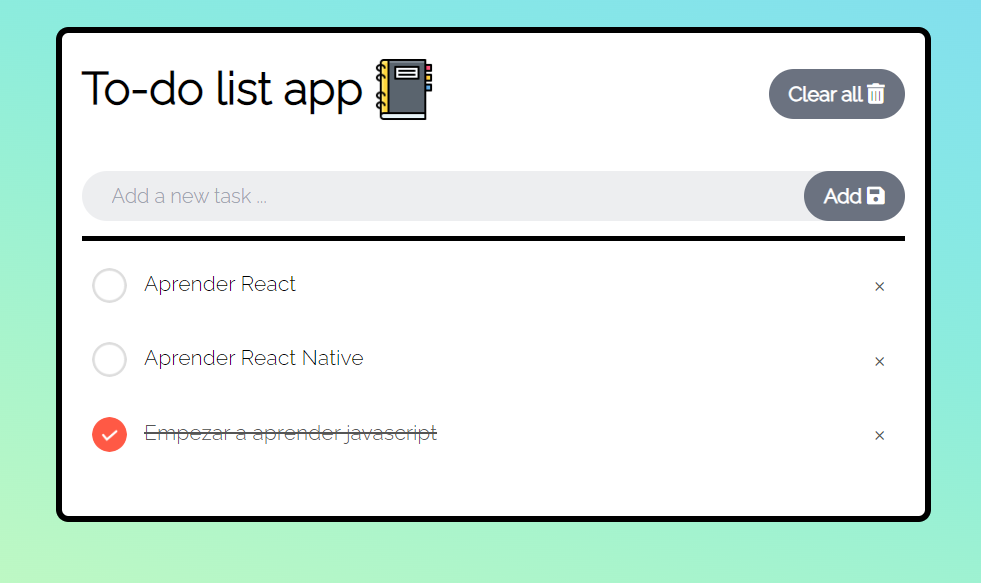 To-do list app
Clear all
Add a new task ...
Add
Aprender React
×
Aprender React Native
×
Empezar a aprender javascript
×